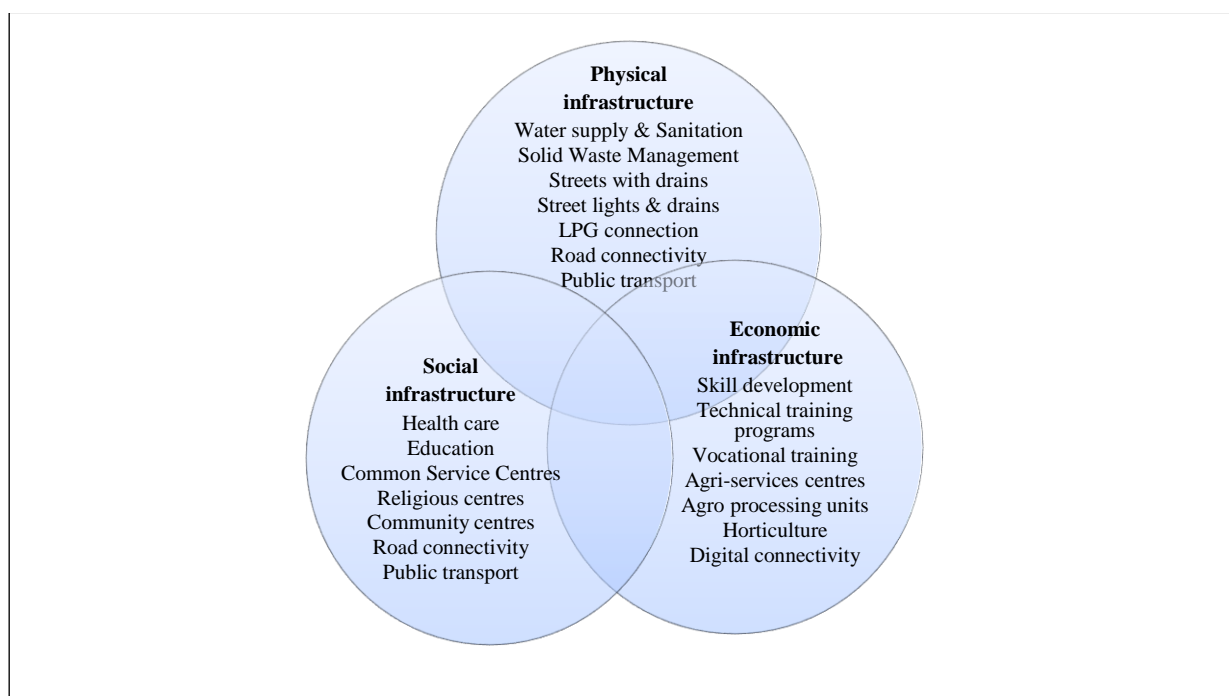 Physical
infrastructure
Water supply & Sanitation
Solid Waste Management
Streets with drains
Street lights & drains
LPG connection
Road connectivity
Public transport
Social
infrastructure
Health care
Education
Common Service Centres
Religious centres
Community centres
Road connectivity
Public transport
Economic
infrastructure
Skill development
Technical training
programs
Vocational training
Agri-services centres
Agro processing units
Horticulture
Digital connectivity